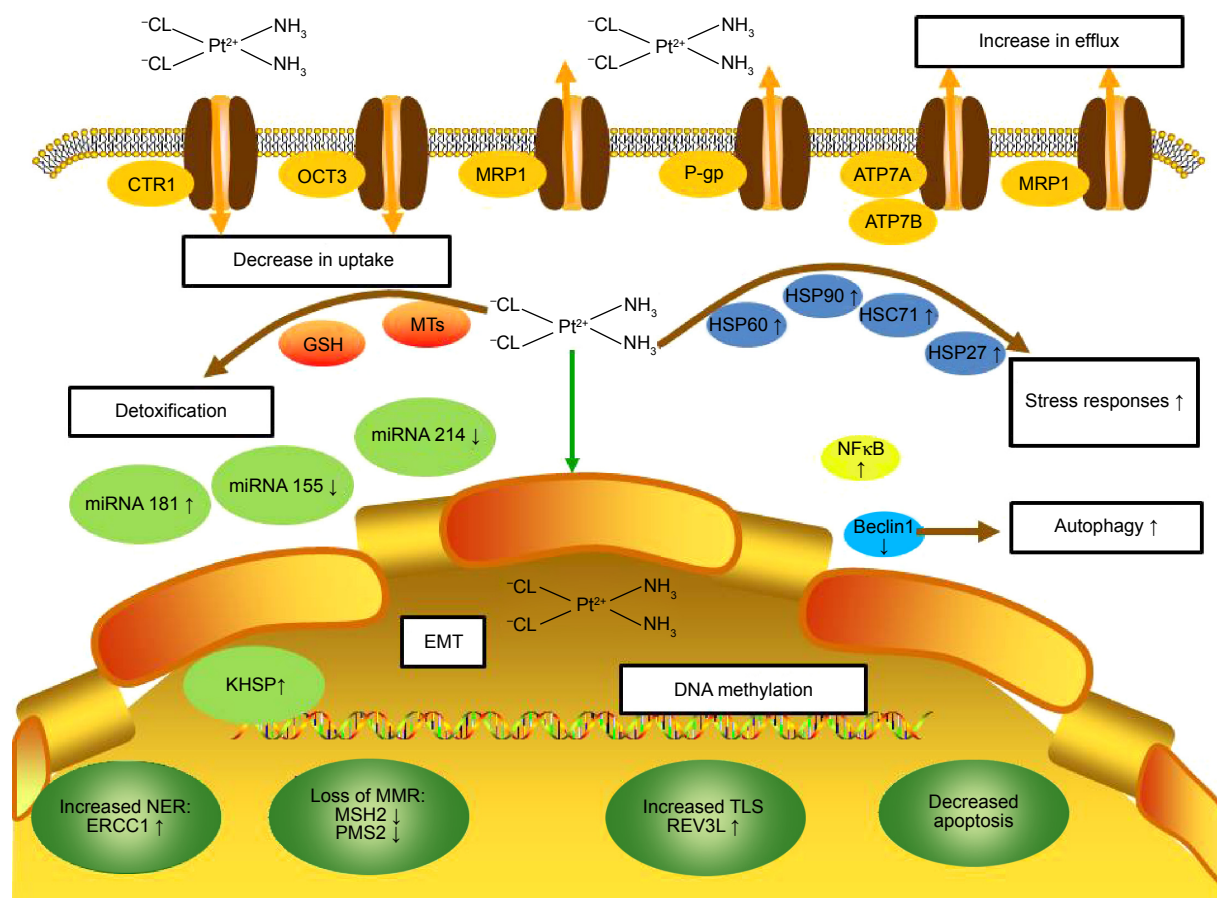 ⁻CL NH₃
Pt²⁺
⁻CL NH₃
⁻CL NH₃
Pt²⁺
⁻CL NH₃
Increase in efflux
CTR1
OCT3
MRP1
P-gp
ATP7A
ATP7B
MRP1
Decrease in uptake
⁻CL NH₃
Pt²⁺
⁻CL NH₃
MTs
GSH
Detoxification
HSP60 ↑
HSP90 ↑
HSC71 ↑
HSP27 ↑
Stress responses ↑
miRNA 214 ↓
miRNA 155 ↓
miRNA 181 ↑
NFκB
↑
Beclin1
↓
Autophagy ↑
⁻CL NH₃
Pt²⁺
⁻CL NH₃
EMT
KHSP↑
DNA methylation
Increased NER:
ERCC1 ↑
Loss of MMR:
MSH2 ↓
PMS2 ↓
Increased TLS
REV3L ↑
Decreased
apoptosis